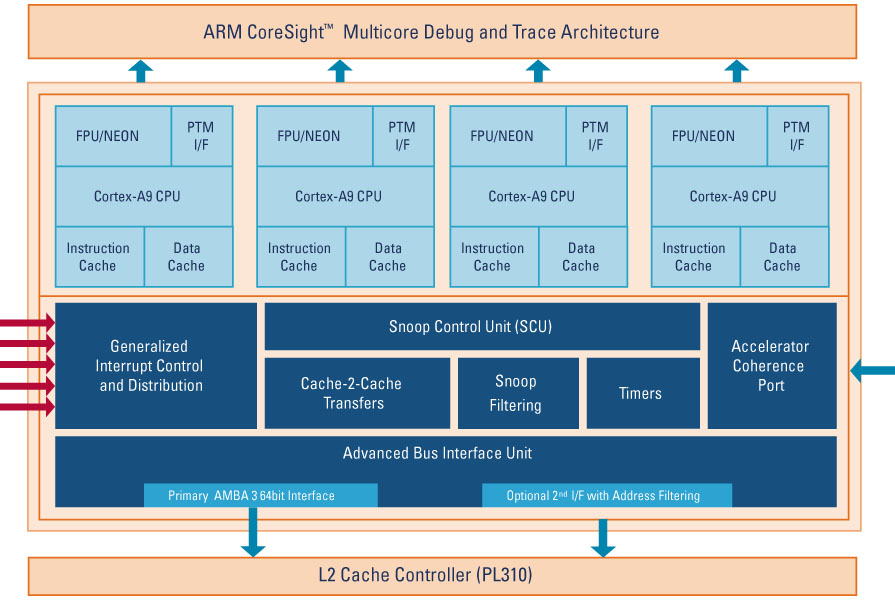 ARM CoreSight™ Multicore Debug and Trace Architecture
FPU/NEON
PTM
I/F
Cortex-A9 CPU
Instruction
Cache
Data
Cache
FPU/NEON
PTM
I/F
Cortex-A9 CPU
Instruction
Cache
Data
Cache
FPU/NEON
PTM
I/F
Cortex-A9 CPU
Instruction
Cache
Data
Cache
FPU/NEON
PTM
I/F
Cortex-A9 CPU
Instruction
Cache
Data
Cache
Generalized
Interrupt Control
and Distribution
Snoop Control Unit (SCU)
Cache-2-Cache
Transfers
Snoop
Filtering
Timers
Accelerator
Coherence
Port
Advanced Bus Interface Unit
Primary AMBA 3 64bit Interface
Optional 2nd I/F with Address Filtering
L2 Cache Controller (PL310)